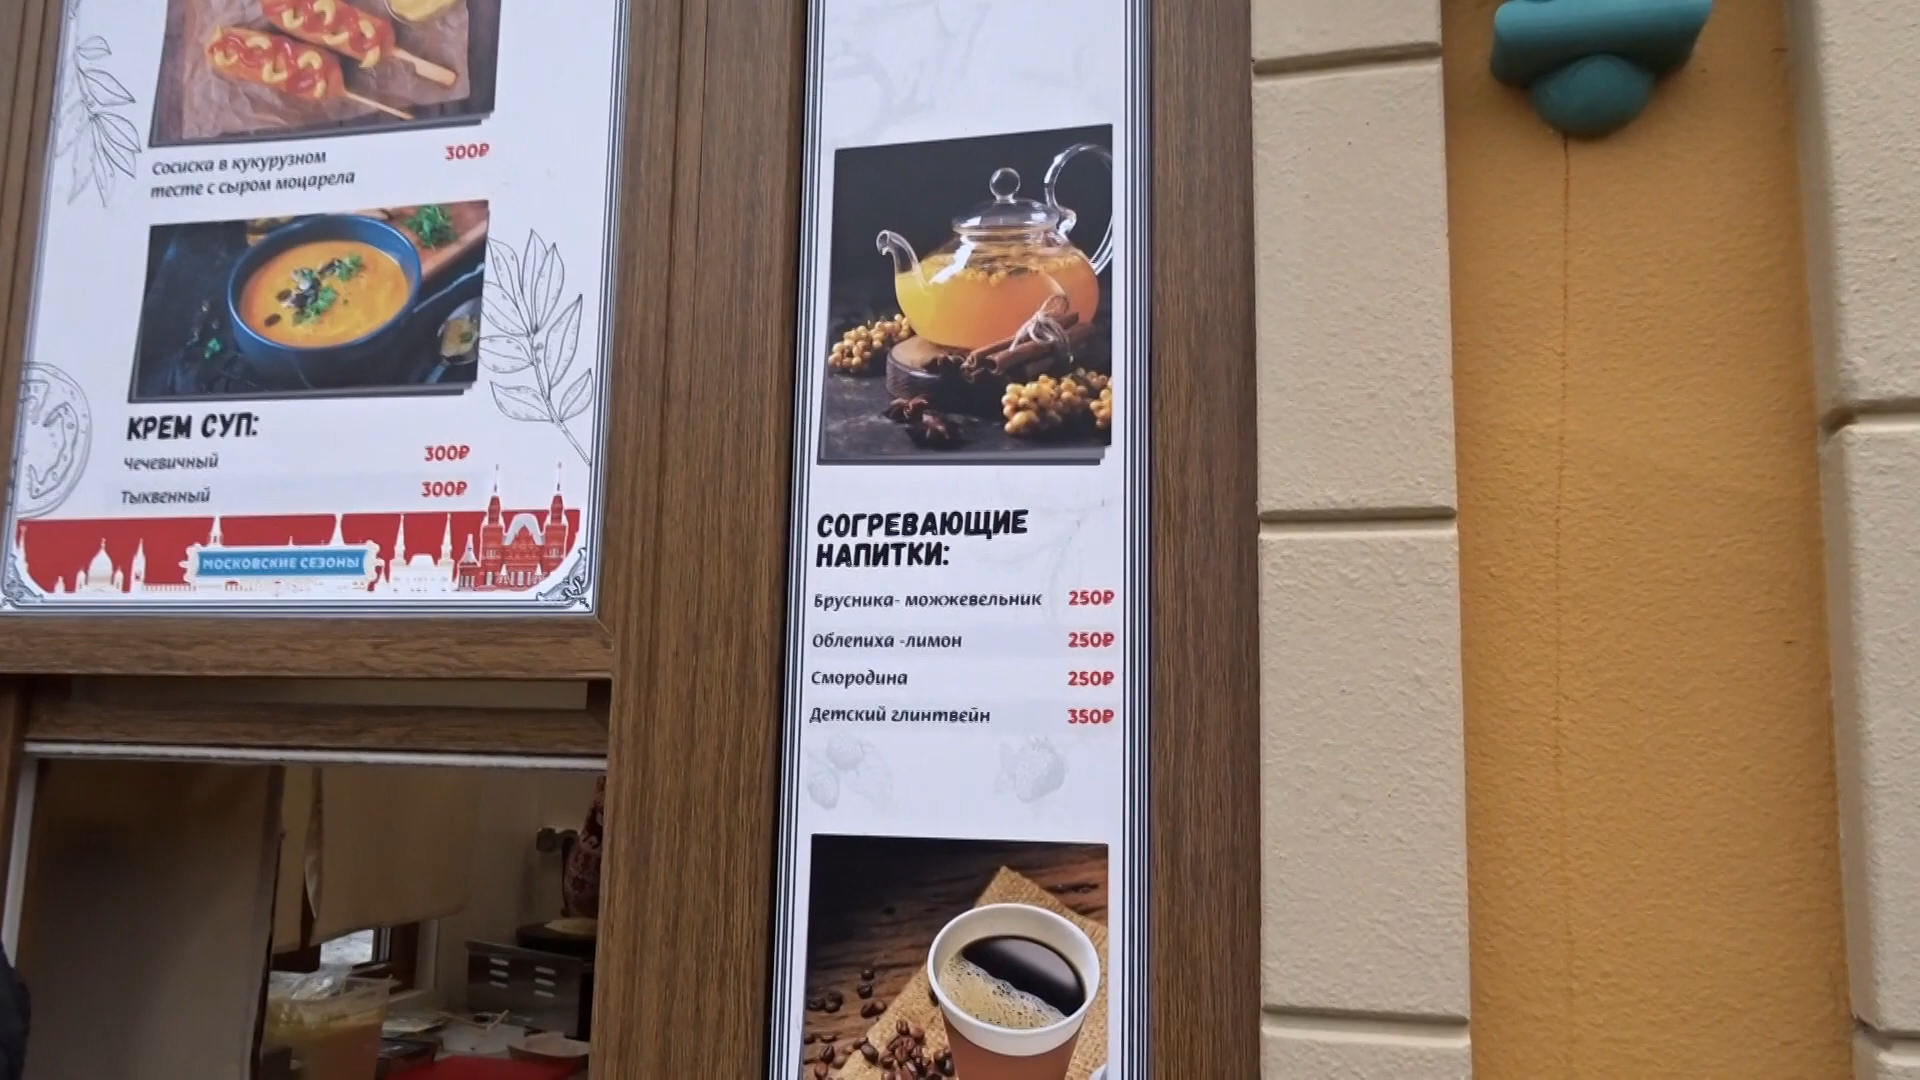 Сосиска в кукурузном 300₽
тесте с сыром моцарела
КРЕМ СУП:
Чечевичный 300₽
Тыквенный 300₽
МОСКОВСКИЕ СЕЗОНЫ
СОГРЕВАЮЩИЕ
НАПИТКИ:
Брусника- можжевельник 250₽
Облепиха -лимон 250₽
Смородина 250₽
Детский глинтвейн 350₽